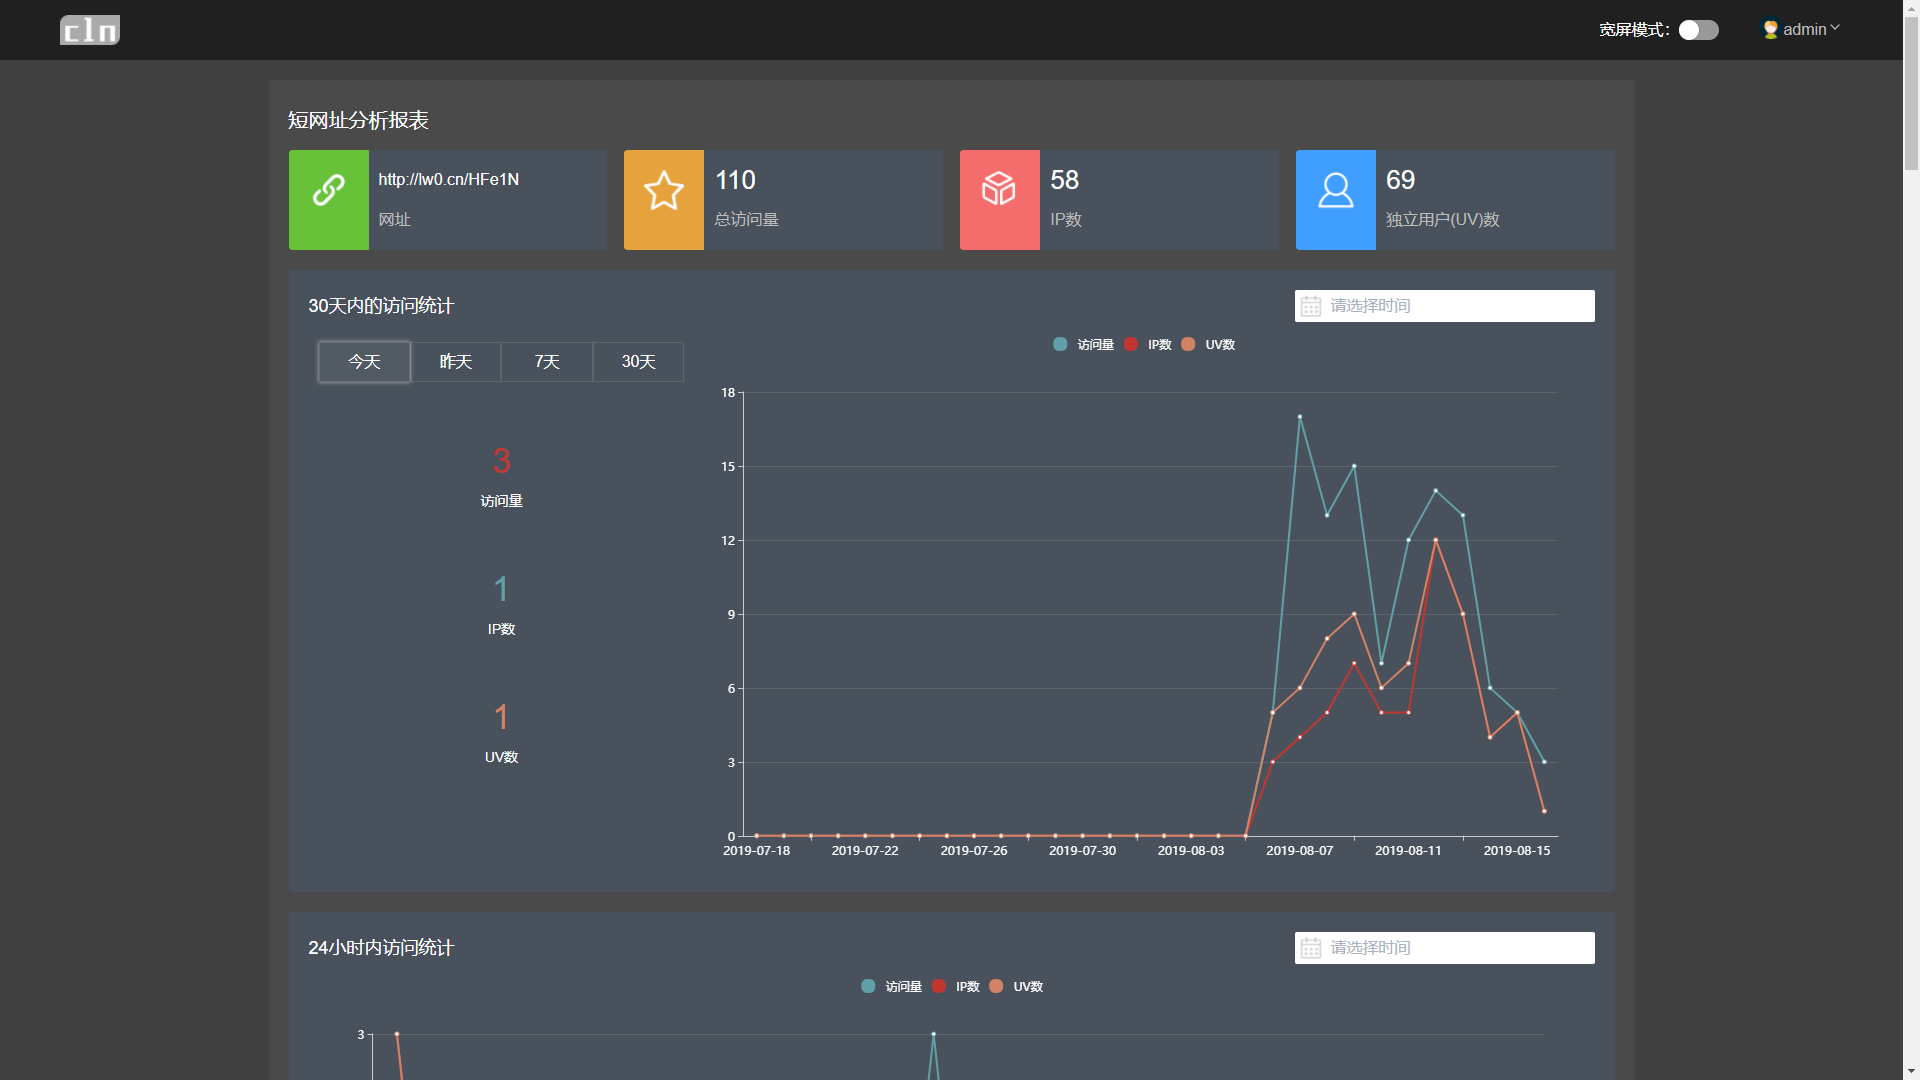 cln
宽屏模式：
admin
短网址分析报表
http://lw0.cn/HFe1N
网址
110
总访问量
58
IP数
69
独立用户(UV)数
30天内的访问统计
请选择时间
今天 昨天 7天 30天
访问量 IP数 UV数
3
访问量
1
IP数
1
UV数
18
15
12
9
6
3
0
2019-07-18 2019-07-22 2019-07-26 2019-07-30 2019-08-03 2019-08-07 2019-08-11 2019-08-15
24小时内访问统计
请选择时间
访问量 IP数 UV数
3